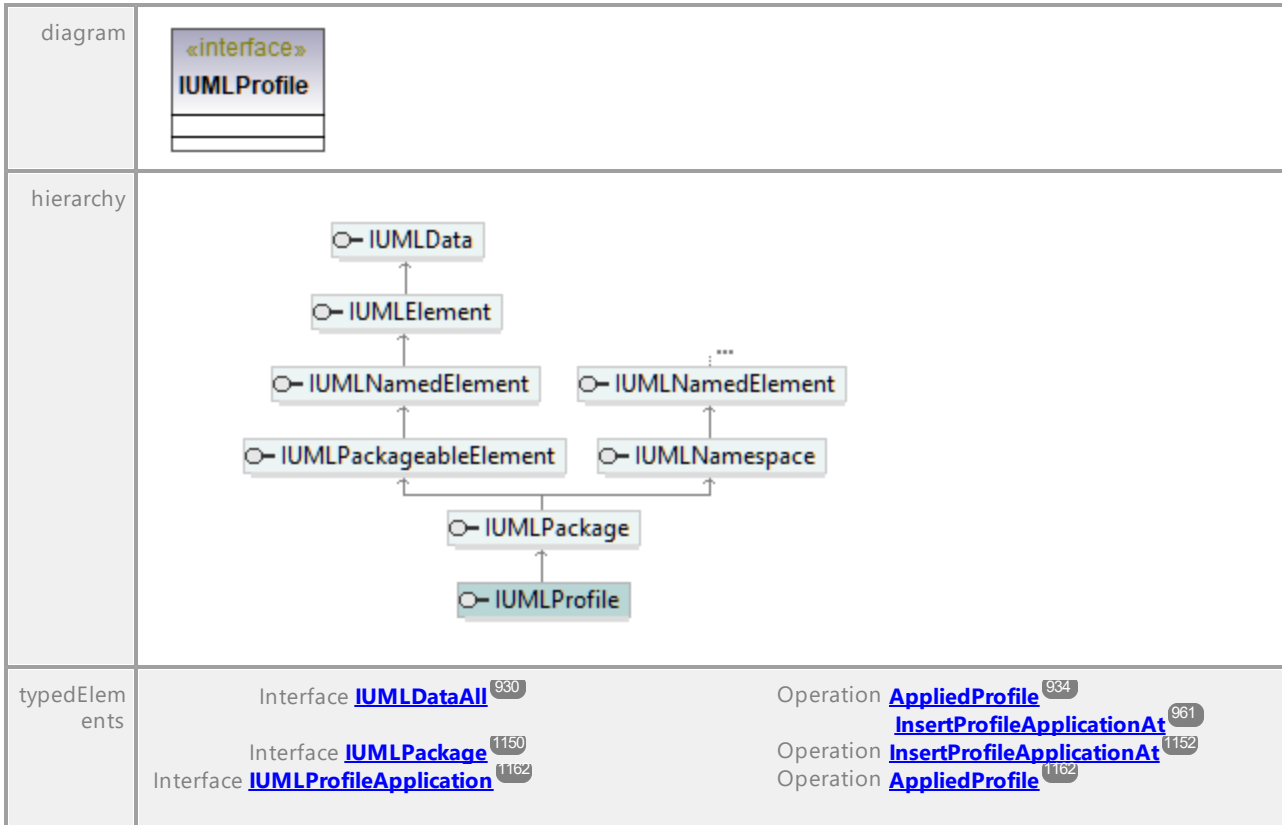 diagram
«interface»
IUMLProfile
hierarchy
IUMLData
IUMLElement
...
IUMLNamedElement IUMLNamedElement
IUMLPackageableElement IUMLNamespace
IUMLPackage
IUMLProfile
typedElem
ents
Interface IUMLDataAll 930 Operation AppliedProfile 934
InsertProfileApplicationAt 961
Interface IUMLPackage 1150 Operation InsertProfileApplicationAt 1152
Interface IUMLProfileApplication 1162 Operation AppliedProfile 1162